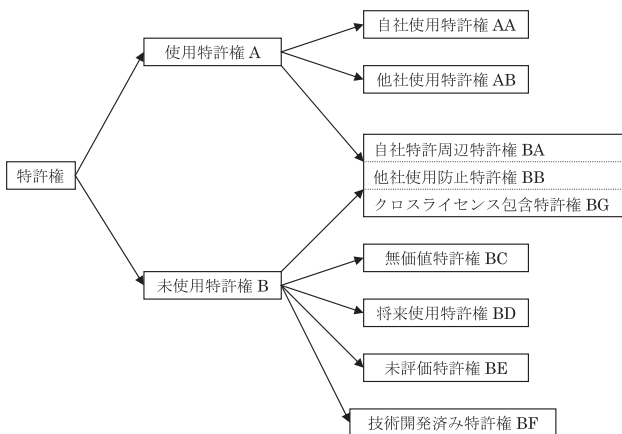 特許権
使用特許権 A
未使用特許権 B
自社使用特許権 AA
他社使用特許権 AB
自社特許周辺特許権 BA
他社使用防止特許権 BB
クロスライセンス包含特許権 BG
無価値特許権 BC
将来使用特許権 BD
未評価特許権 BE
技術開発済み特許権 BF